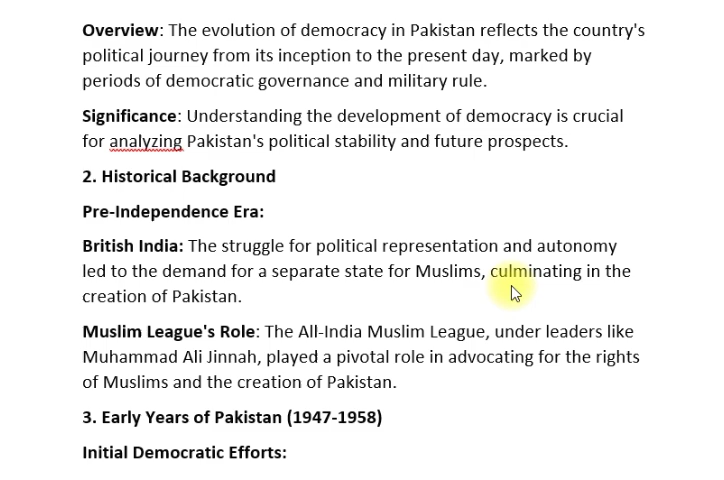 Overview: The evolution of democracy in Pakistan reflects the country's
political journey from its inception to the present day, marked by
periods of democratic governance and military rule.
Significance: Understanding the development of democracy is crucial
for analyzing Pakistan's political stability and future prospects.
2. Historical Background
Pre-Independence Era:
British India: The struggle for political representation and autonomy
led to the demand for a separate state for Muslims, culminating in the
creation of Pakistan.
Muslim League's Role: The All-India Muslim League, under leaders like
Muhammad Ali Jinnah, played a pivotal role in advocating for the rights
of Muslims and the creation of Pakistan.
3. Early Years of Pakistan (1947-1958)
Initial Democratic Efforts: